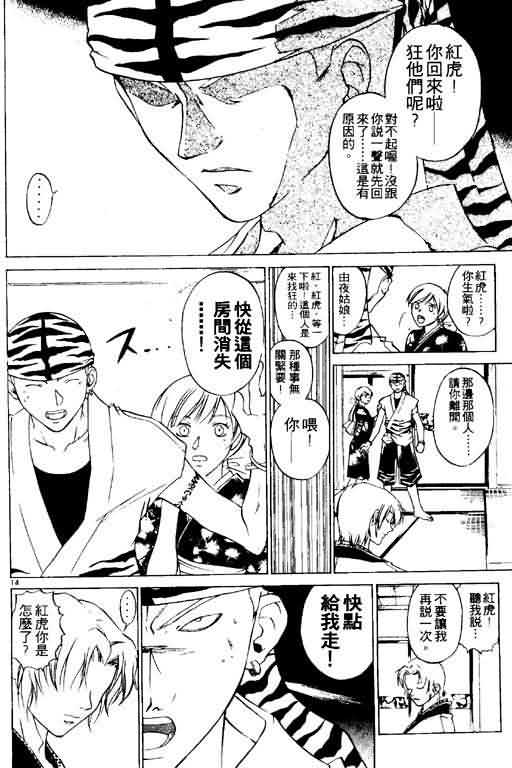 紅虎！
你回來啦——
狂他們呢？
對不起喔！沒跟
你說一聲就先回
來了……這是有
原因的。
……
紅虎……？
你生氣啦？
由夜姑娘…
那邊那個人…
請你離開。
紅、紅虎，等一
下啦！這個人是
來找狂的…
那種事無
關緊要！
喂！
你…
快從這個
房間消失
………！
紅虎
聽我說…
不要讓我
再說一次。
快點
給我走！
…
紅虎你是
怎麼了？
14